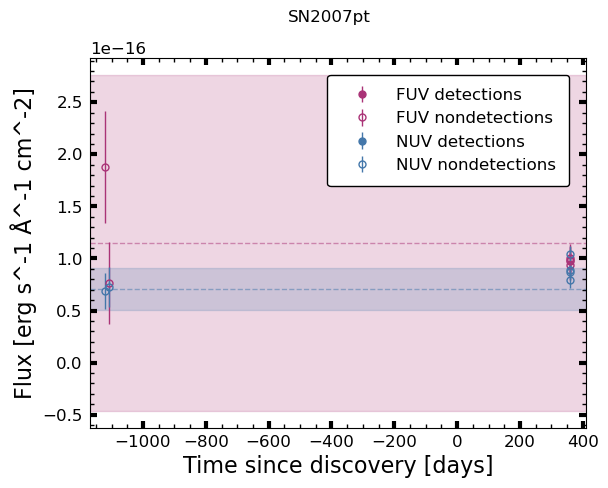 SN2007pt
1e−16
FUV detections
FUV nondetections
NUV detections
NUV nondetections
2.5
2.0
1.5
1.0
0.5
0.0
−0.5
Flux [erg s^-1 Å^-1 cm^-2]
−1000 −800 −600 −400 −200 0 200 400
Time since discovery [days]